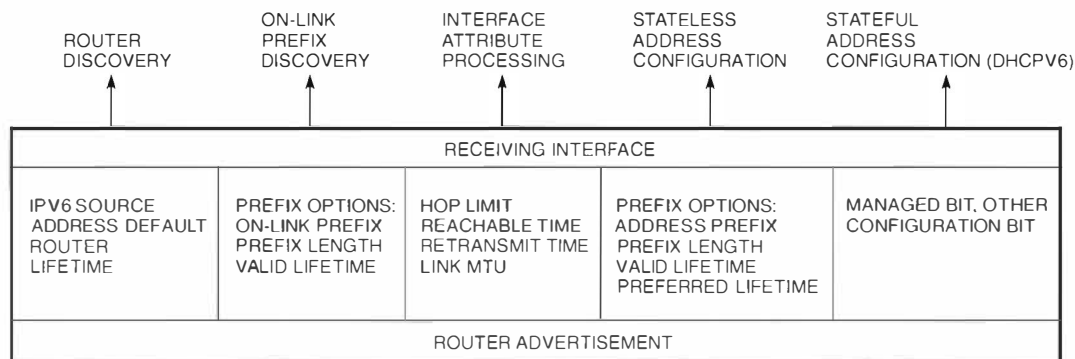 ROUTER
DISCOVERY
ON-LINK
PREFIX
DISCOVERY
INTERFACE
ATTRIBUTE
PROCESSING
STATELESS
ADDRESS
CONFIGURATION
STATEFUL
ADDRESS
CONFIGURATION (DHCPV6)
RECEIVING INTERFACE
IPV6 SOURCE
ADDRESS DEFAULT
ROUTER
LIFETIME
PREFIX OPTIONS:
ON-LINK PREFIX
PREFIX LENGTH
VALID LIFETIME
HOP LIMIT
REACHABLE TIME
RETRANSMIT TIME
LINK MTU
PREFIX OPTIONS:
ADDRESS PREFIX
PREFIX LENGTH
VALID LIFETIME
PREFERRED LIFETIME
MANAGED BIT, OTHER
CONFIGURATION BIT
ROUTER ADVERTISEMENT